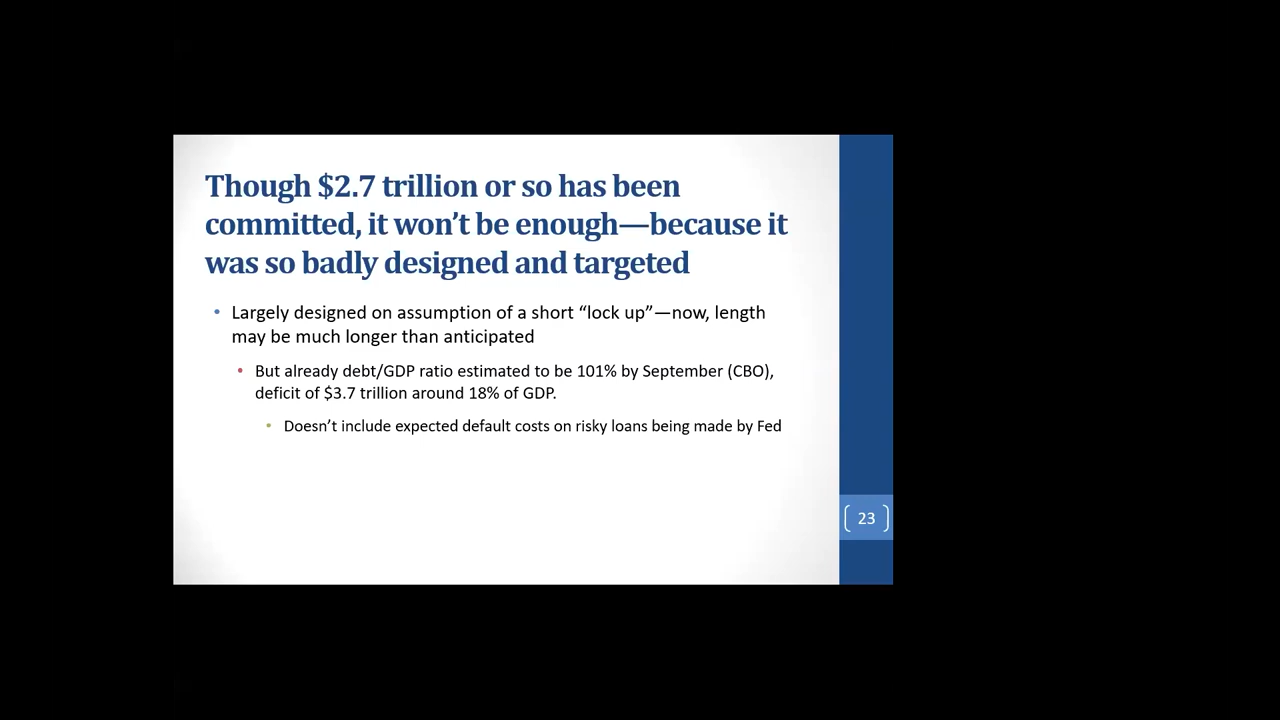 Though $2.7 trillion or so has been
committed, it won’t be enough—because it
was so badly designed and targeted
• Largely designed on assumption of a short “lock up”—now, length
may be much longer than anticipated
• But already debt/GDP ratio estimated to be 101% by September (CBO),
deficit of $3.7 trillion around 18% of GDP.
• Doesn’t include expected default costs on risky loans being made by Fed
23